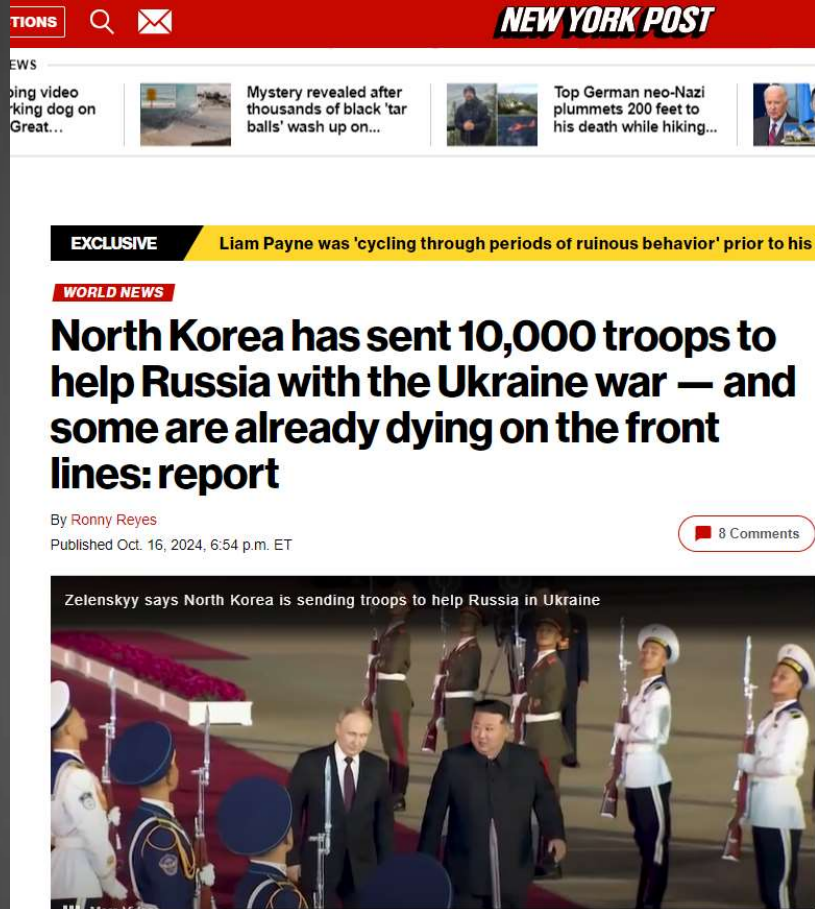 TIONS
NEW YORK POST
EWS
ing video
rking dog on
Great...
Mystery revealed after
thousands of black 'tar
balls' wash up on...
Top German neo-Nazi
plummets 200 feet to
his death while hiking...
EXCLUSIVE
Liam Payne was 'cycling through periods of ruinous behavior' prior to his
WORLD NEWS
North Korea has sent 10,000 troops to
help Russia with the Ukraine war — and
some are already dying on the front
lines: report
By Ronny Reyes
Published Oct. 16, 2024, 6:54 p.m. ET
8 Comments
Zelenskyy says North Korea is sending troops to help Russia in Ukraine